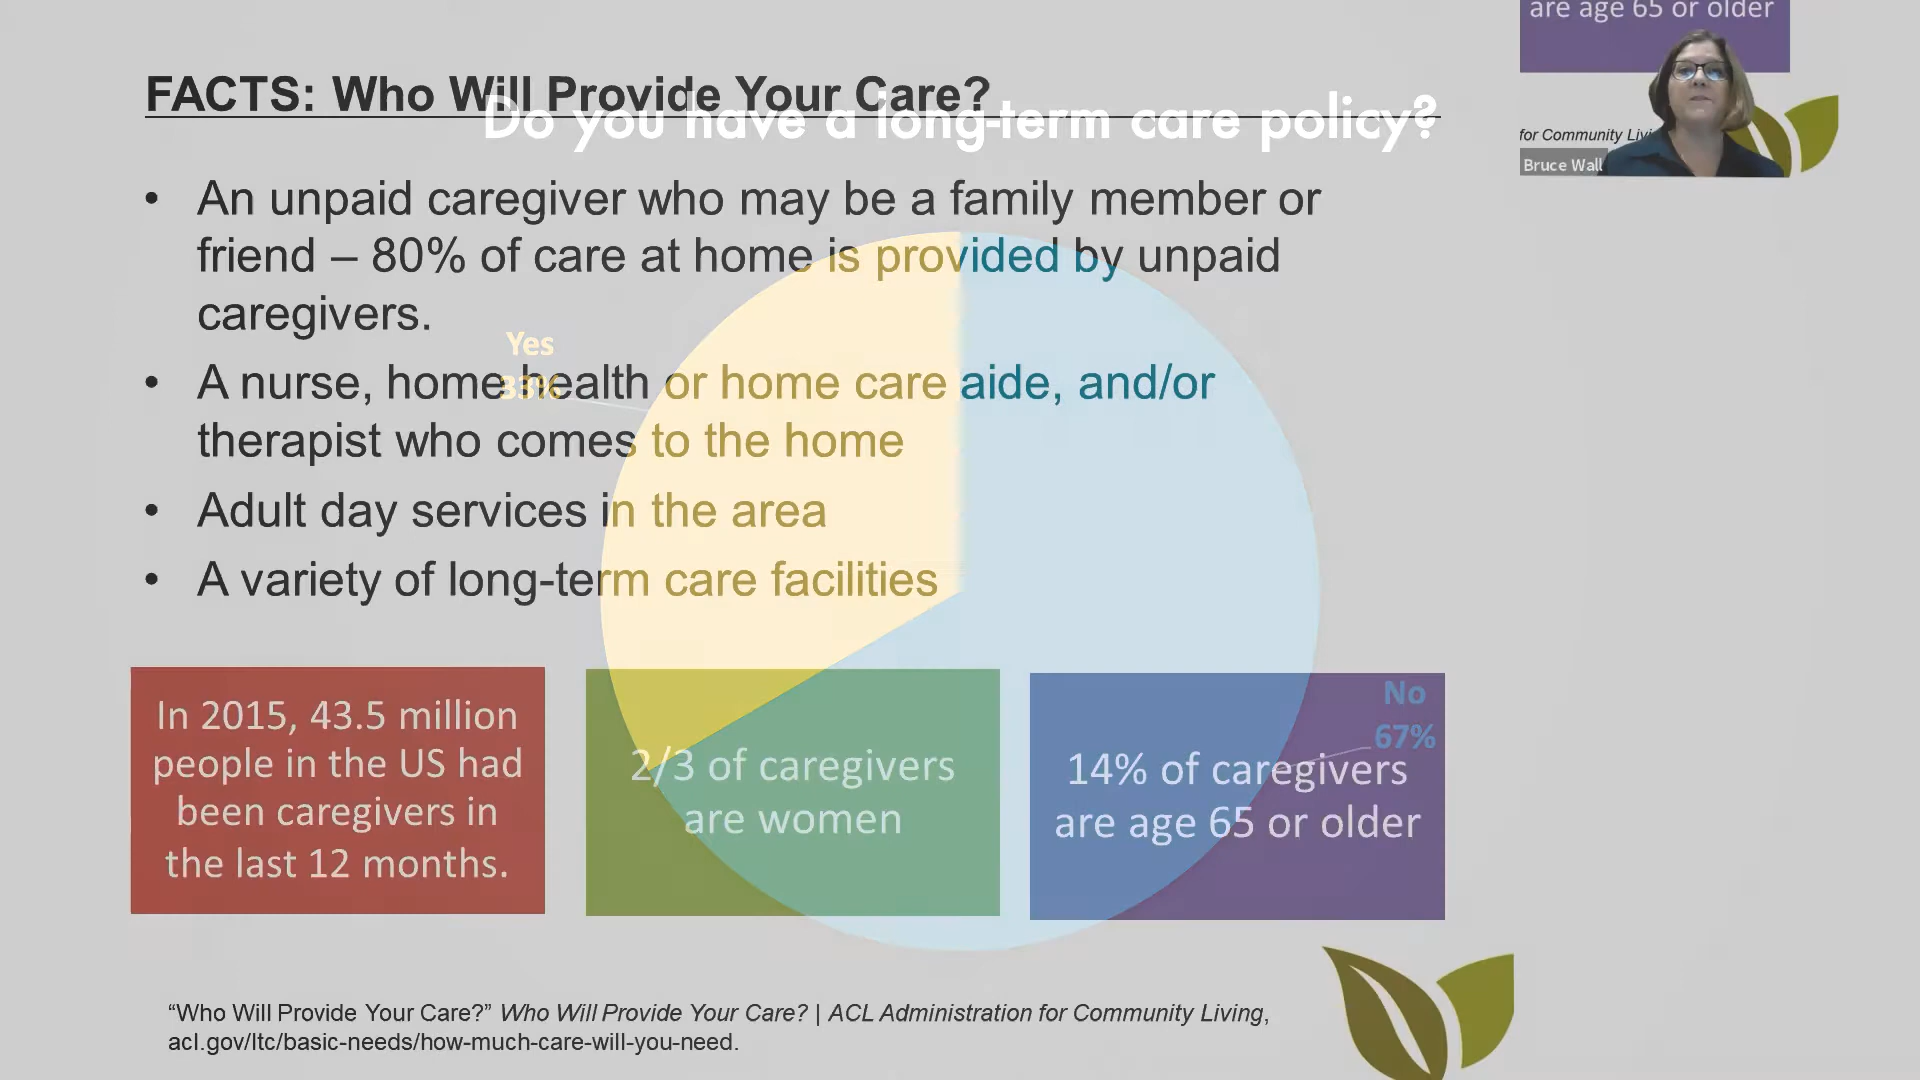 are age 65 or older
FACTS: Who Will Provide Your Care?
Do you have a long-term care policy?
for Community Livi
Bruce Wall
• An unpaid caregiver who may be a family member or
friend – 80% of care at home is provided by unpaid
caregivers.
Yes
33%
• A nurse, home health or home care aide, and/or
therapist who comes to the home
• Adult day services in the area
• A variety of long-term care facilities
In 2015, 43.5 million
people in the US had
been caregivers in
the last 12 months.
2/3 of caregivers
are women
No
67%
14% of caregivers
are age 65 or older
“Who Will Provide Your Care?” Who Will Provide Your Care? | ACL Administration for Community Living,
acl.gov/ltc/basic-needs/how-much-care-will-you-need.